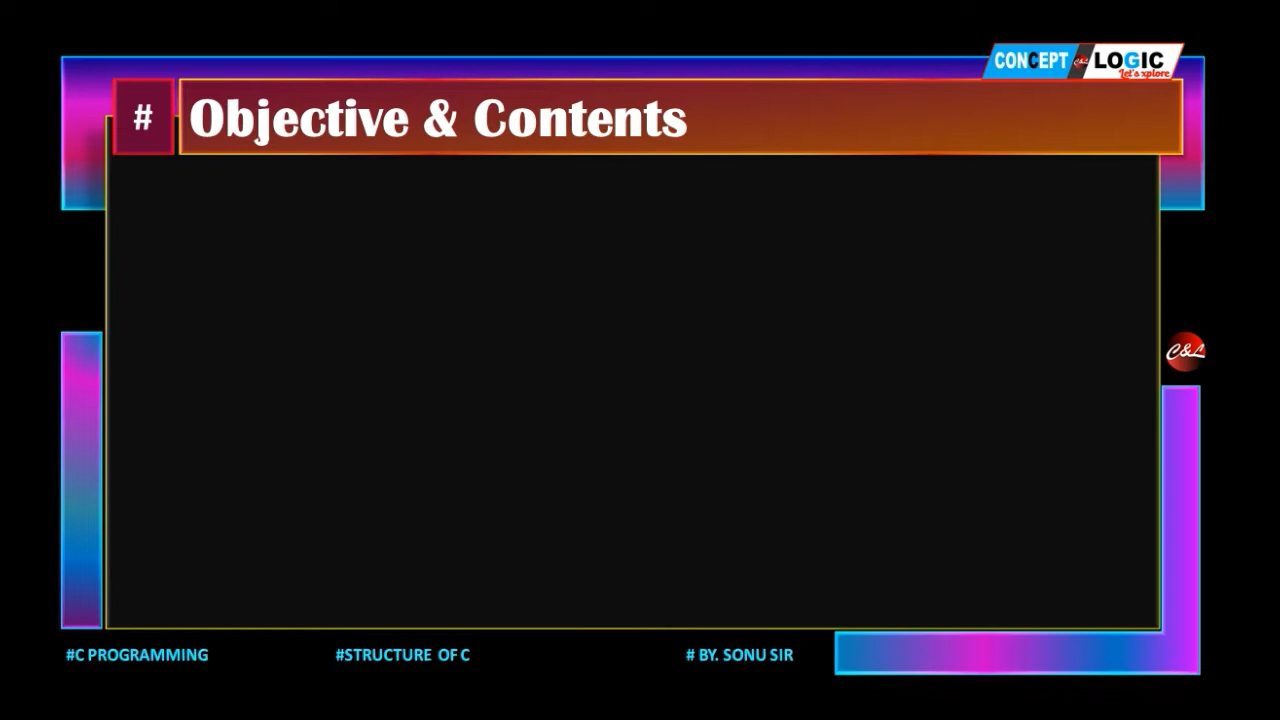 CONCEPT C&L LOGIC
Let's xplore
# Objective & Contents
C&L
#C PROGRAMMING #STRUCTURE OF C # BY. SONU SIR